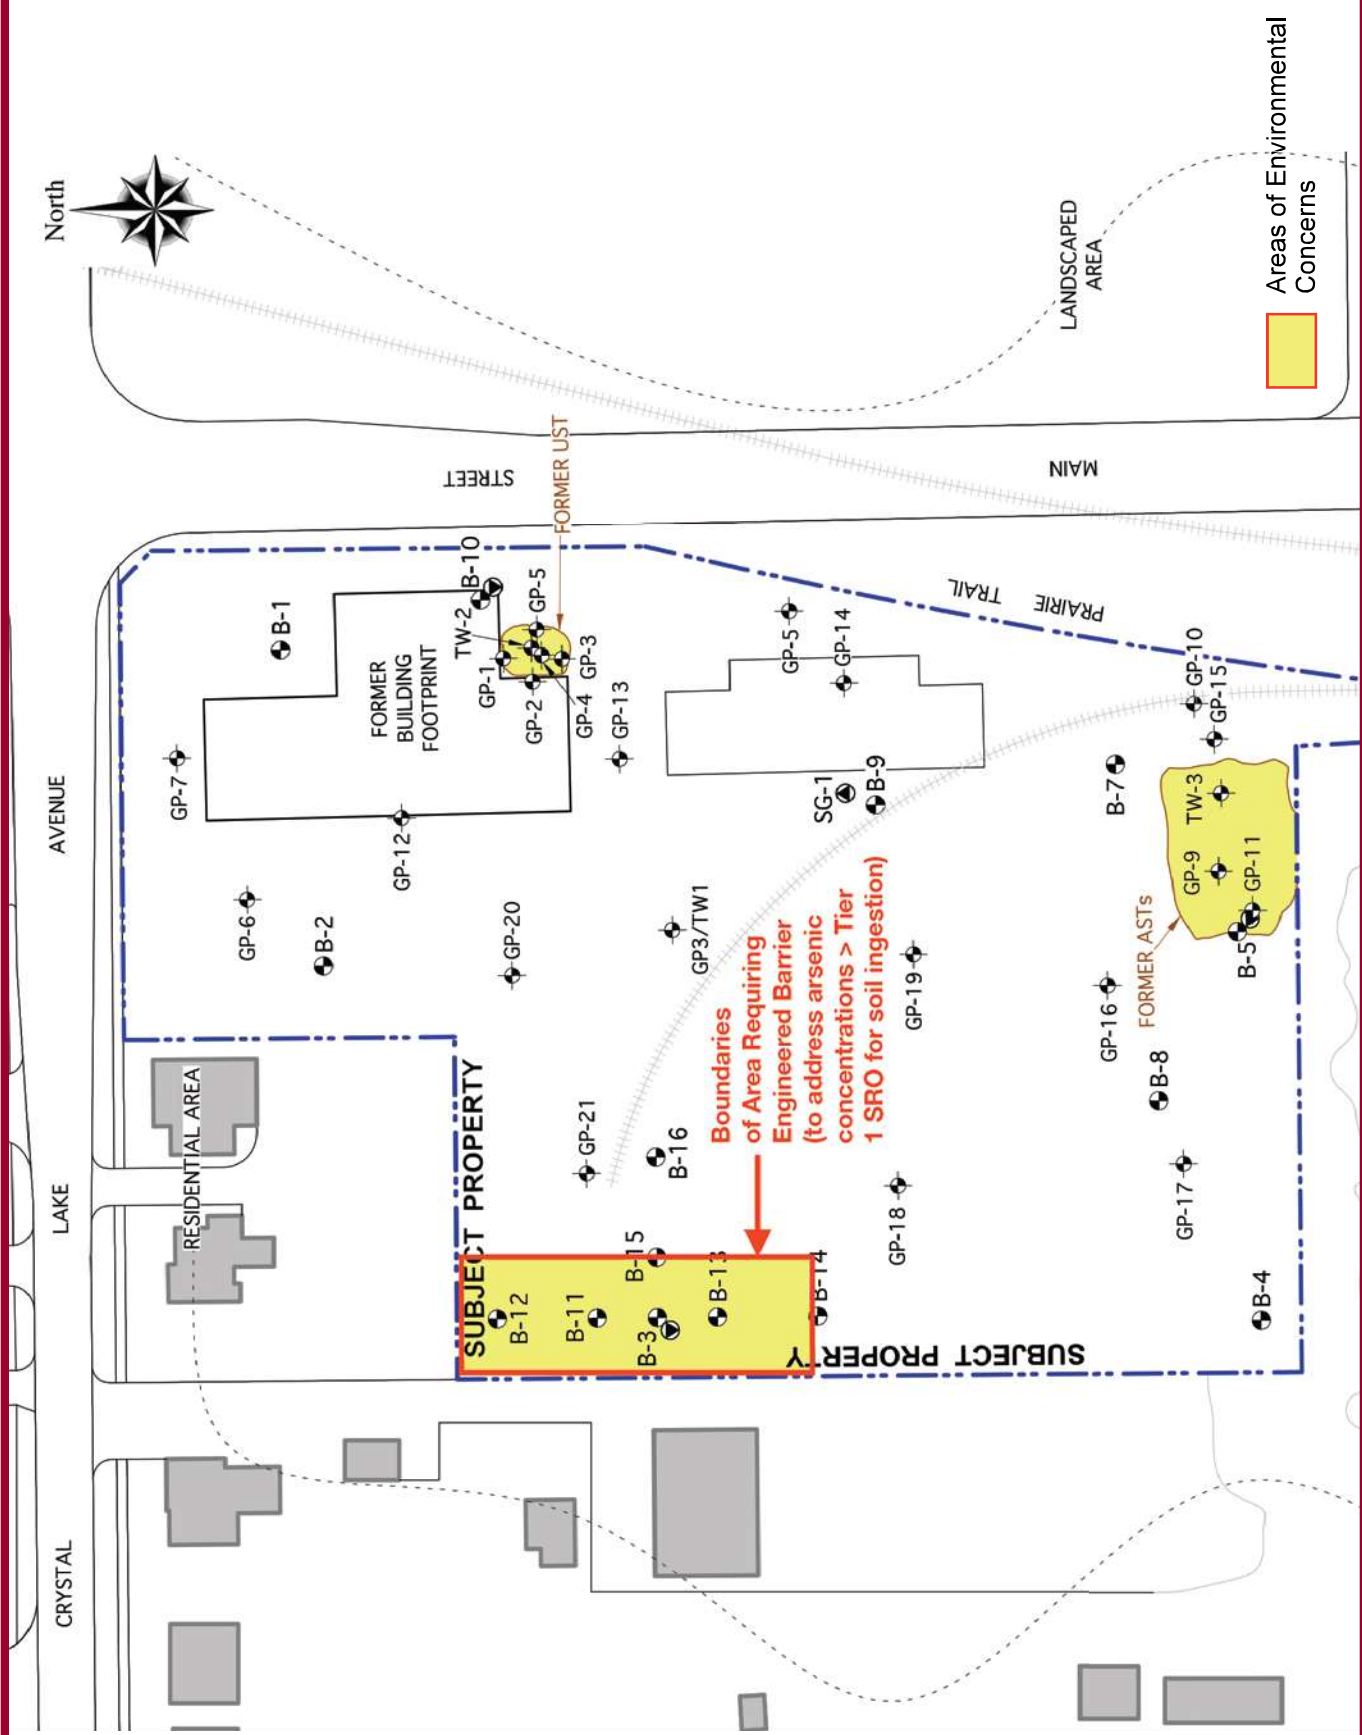 North
CRYSTAL
LAKE
AVENUE
RESIDENTIAL AREA
GP-7
GP-6
B-2
B-1
GP-12
FORMER
BUILDING
FOOTPRINT
STREET
B-10
TW-2
GP-1
GP-5
GP-2
GP-4
GP-3
FORMER UST
GP-13
GP-20
SUBJECT PROPERTY
B-12
B-11
B-15
B-3
B-13
B-14
GP-21
B-16
GP3/TW1
Boundaries
of Area Requiring
Engineered Barrier
(to address arsenic
concentrations > Tier
1 SRO for soil ingestion)
SG-1
B-9
GP-5
GP-14
PRAIRIE TRAIL
MAIN
LANDSCAPED
AREA
GP-18
GP-19
SUBJECT PROPERTY
GP-16
FORMER ASTs
B-7
GP-10
GP-15
TW-3
GP-9
GP-11
B-5
B-8
GP-17
B-4
Areas of Environmental
Concerns